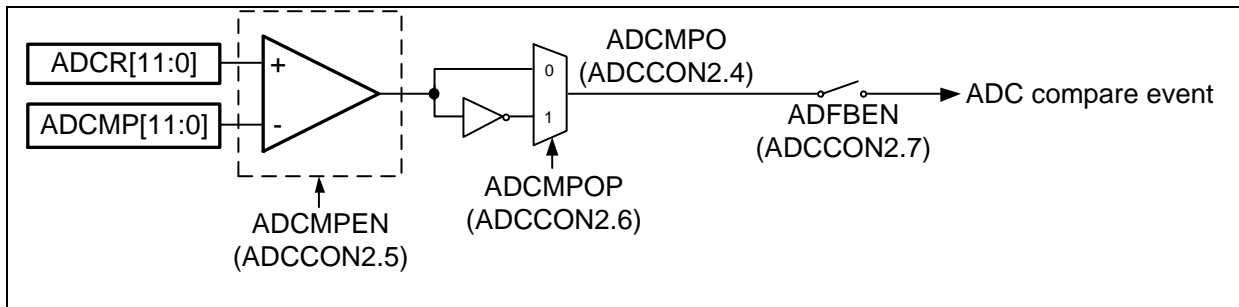 ADCR[11:0]
ADCMP[11:0]
+
-
ADCMPEN
(ADCCON2.5)
0
1
ADCMPOP
(ADCCON2.6)
ADCMPO
(ADCCON2.4)
ADFBEN
(ADCCON2.7)
ADC compare event